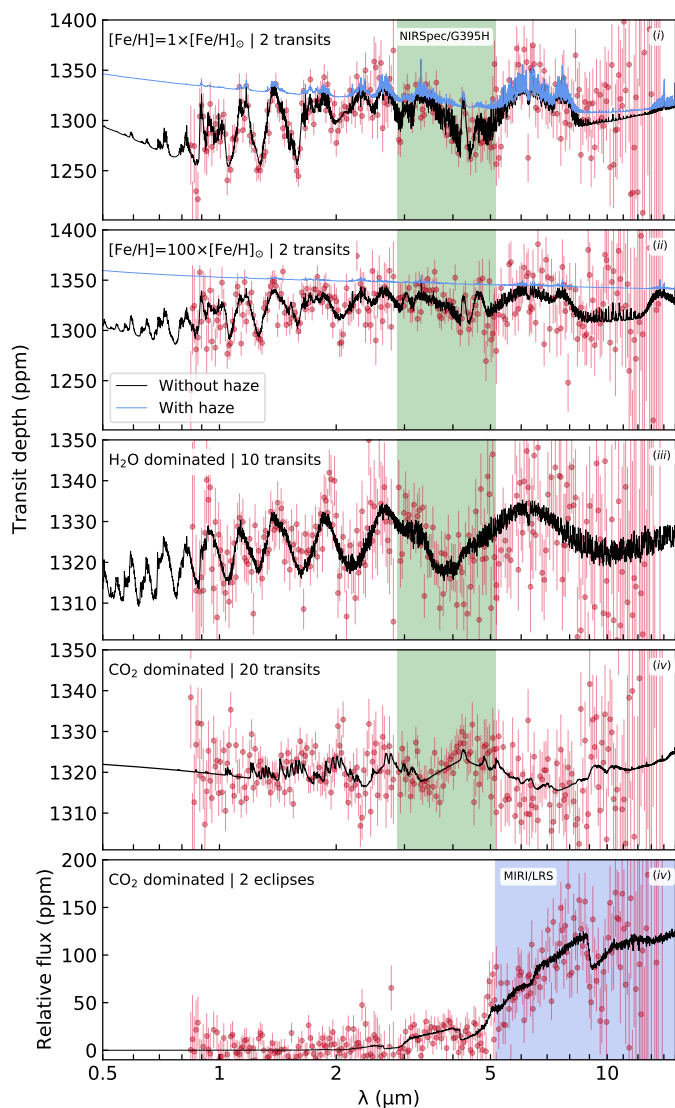 1400
[Fe/H]=1×[Fe/H]☉ | 2 transits
NIRSpec/G395H
(i)
1350
1300
1250
1400
[Fe/H]=100×[Fe/H]☉ | 2 transits
(ii)
1350
1300
1250
Without haze
With haze
Transit depth (ppm)
1350
H₂O dominated | 10 transits
(iii)
1340
1330
1320
1310
1350
CO₂ dominated | 20 transits
(iv)
1340
1330
1320
1310
200
CO₂ dominated | 2 eclipses
MIRI/LRS
(iv)
150
100
50
0
Relative flux (ppm)
0.5 1 2 5 10
λ (μm)